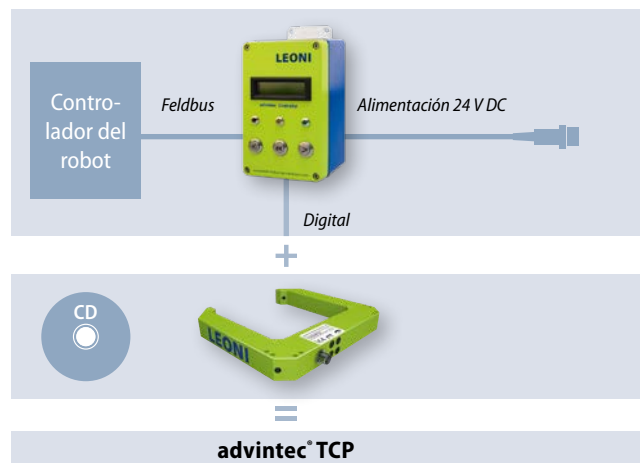 LEONI
Contro-
lador del
robot
Feldbus
Alimentación 24 V DC
Digital
+
CD
LEONI
=
advintec° TCP